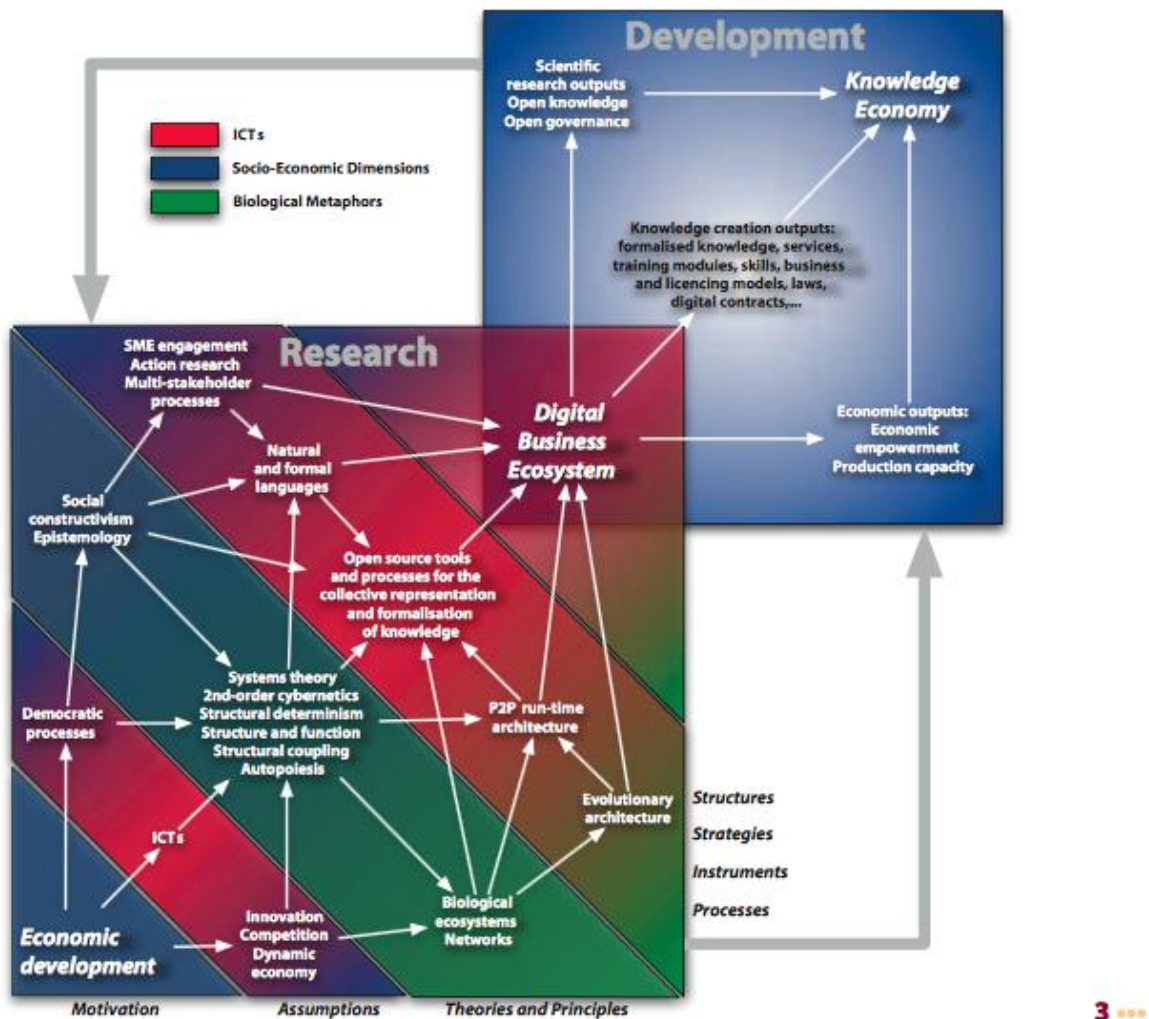 Development
Scientific
research outputs
Open knowledge
Open governance
Knowledge
Economy
ICTs
Socio-Economic Dimensions
Biological Metaphors
Knowledge creation outputs:
formalised knowledge, services,
training modules, skills, business
and licencing models, laws,
digital contracts,...
Research
SME engagement
Action research
Multi-stakeholder
processes
Digital
Business
Ecosystem
Economic outputs:
Economic
empowerment
Production capacity
Natural
and formal
languages
Social
constructivism
Epistemology
Open source tools
and processes for the
collective representation
and formalisation
of knowledge
Systems theory
2nd-order cybernetics
Structural determinism
Structure and function
Structural coupling
Autopoiesis
Democratic
processes
P2P run-time
architecture
Evolutionary
architecture
Structures
Strategies
Instruments
Processes
ICTs
Biological
ecosystems
Networks
Innovation
Competition
Dynamic
economy
Economic
development
Motivation
Assumptions
Theories and Principles
3